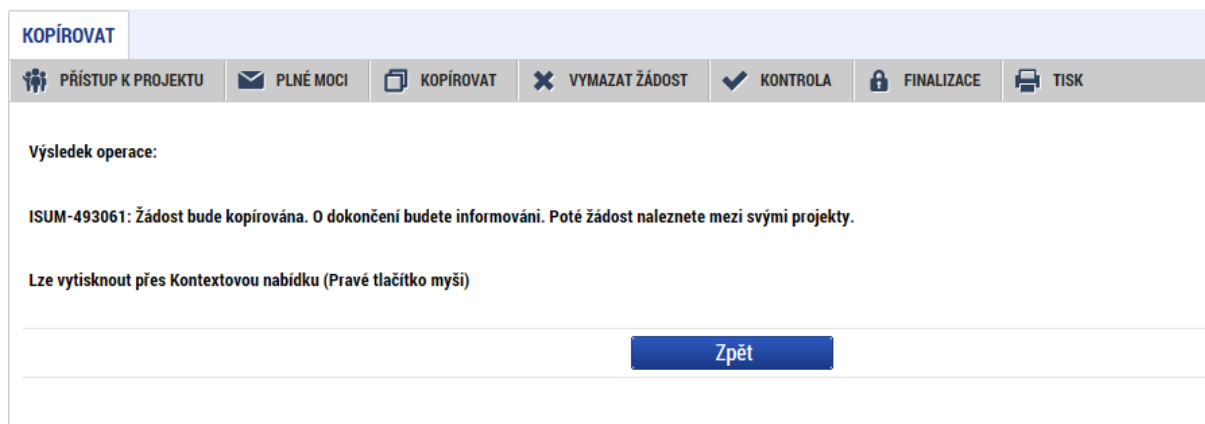 KOPÍROVAT
PŘÍSTUP K PROJEKTU PLNÉ MOCI KOPÍROVAT VYMAZAT ŽÁDOST KONTROLA FINALIZACE TISK
Výsledek operace:
ISUM-493061: Žádost bude kopírována. O dokončení budete informováni. Poté žádost naleznete mezi svými projekty.
Lze vytisknout přes Kontextovou nabídku (Pravé tlačítko myši)
Zpět